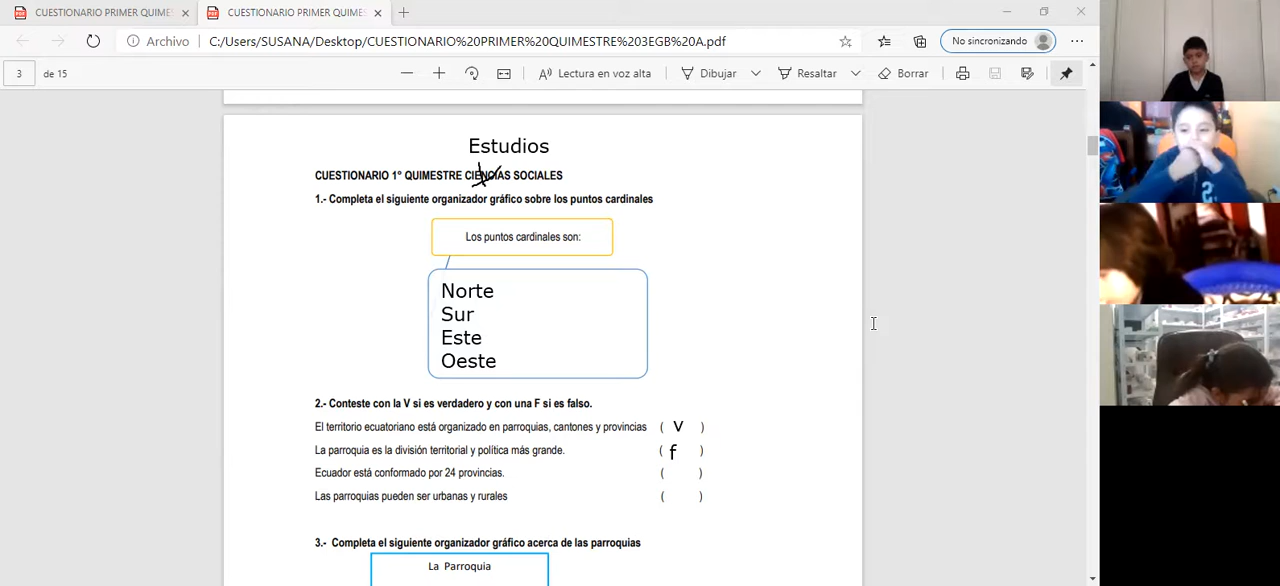 CUESTIONARIO PRIMER QUIMES
CUESTIONARIO PRIMER QUIMES
Archivo
C:/Users/SUSANA/Desktop/CUESTIONARIO%20PRIMER%20QUIMESTRE%203EGB%20A.pdf
No sincronizando
3 de 15
Lectura en voz alta
Dibujar
Resaltar
Borrar
Estudios
CUESTIONARIO 1° QUIMESTRE CIENCIAS SOCIALES
1.- Completa el siguiente organizador gráfico sobre los puntos cardinales
Los puntos cardinales son:
Norte
Sur
Este
Oeste
2.- Conteste con la V si es verdadero y con una F si es falso.
El territorio ecuatoriano está organizado en parroquias, cantones y provincias ( v )
La parroquia es la división territorial y política más grande. ( f )
Ecuador está conformado por 24 provincias. ( )
Las parroquias pueden ser urbanas y rurales ( )
3.- Completa el siguiente organizador gráfico acerca de las parroquias
La Parroquia